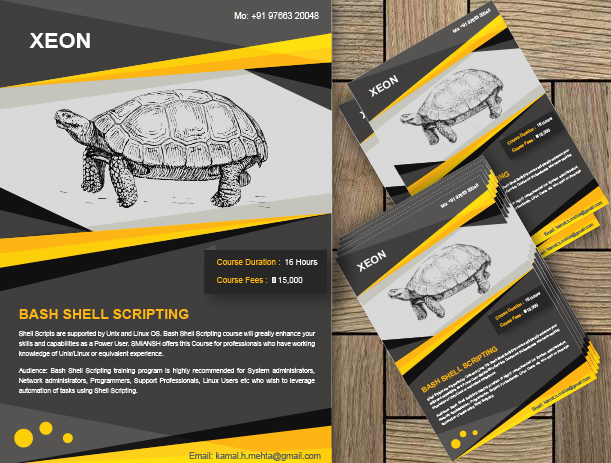 Mo: +91 97663 20048
XEON
Course Duration : 16 Hours
Course Fees : 15,000
BASH SHELL SCRIPTING
Shell Scripts are supported by Unix and Linux OS. Bash Shell Scripting course will greatly enhance your
skills and capabilities as a Power User. SMIANSH offers this Course for professionals who have working
knowledge of Unix/Linux or equivalent experience.
Audience: Bash Shell Scripting training program is highly recommended for System administrators,
Network administrators, Programmers, Support Professionals, Linux Users etc who wish to leverage
automation of tasks using Shell Scripting.
Email: kamal.h.mehta@gmail.com
Mo: +91 97663 20048
XEON
Course Duration : 16 Hours
Course Fees : 15,000
Email: kamal.h.mehta@gmail.com
Mo: +91 97663 20048
XEON
Course Duration : 16 Hours
Course Fees : 15,000
BASH SHELL SCRIPTING
Email: kamal.h.mehta@gmail.com